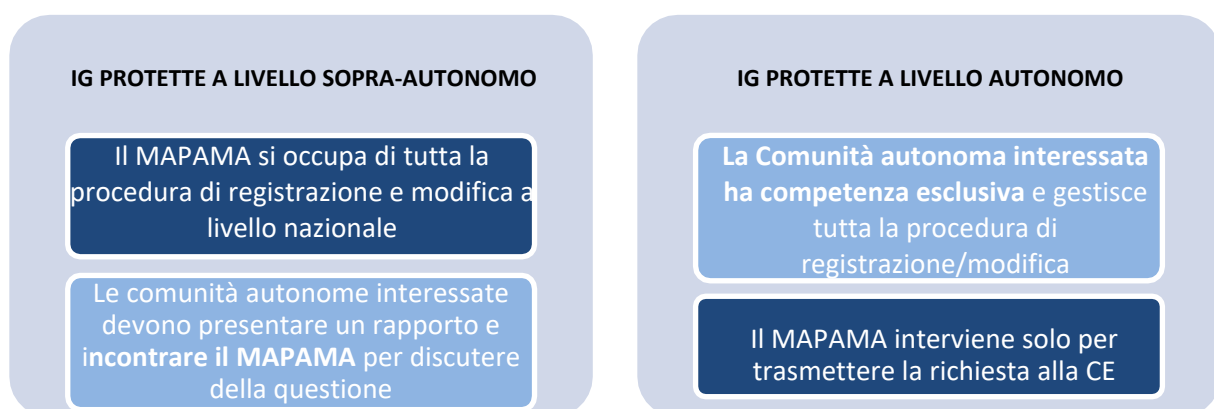 IG PROTETTE A LIVELLO SOPRA-AUTONOMO
Il MAPAMA si occupa di tutta la
procedura di registrazione e modifica a
livello nazionale
Le comunità autonome interessate
devono presentare un rapporto e
incontrare il MAPAMA per discutere
della questione
IG PROTETTE A LIVELLO AUTONOMO
La Comunità autonoma interessata
ha competenza esclusiva e gestisce
tutta la procedura di
registrazione/modifica
Il MAPAMA interviene solo per
trasmettere la richiesta alla CE